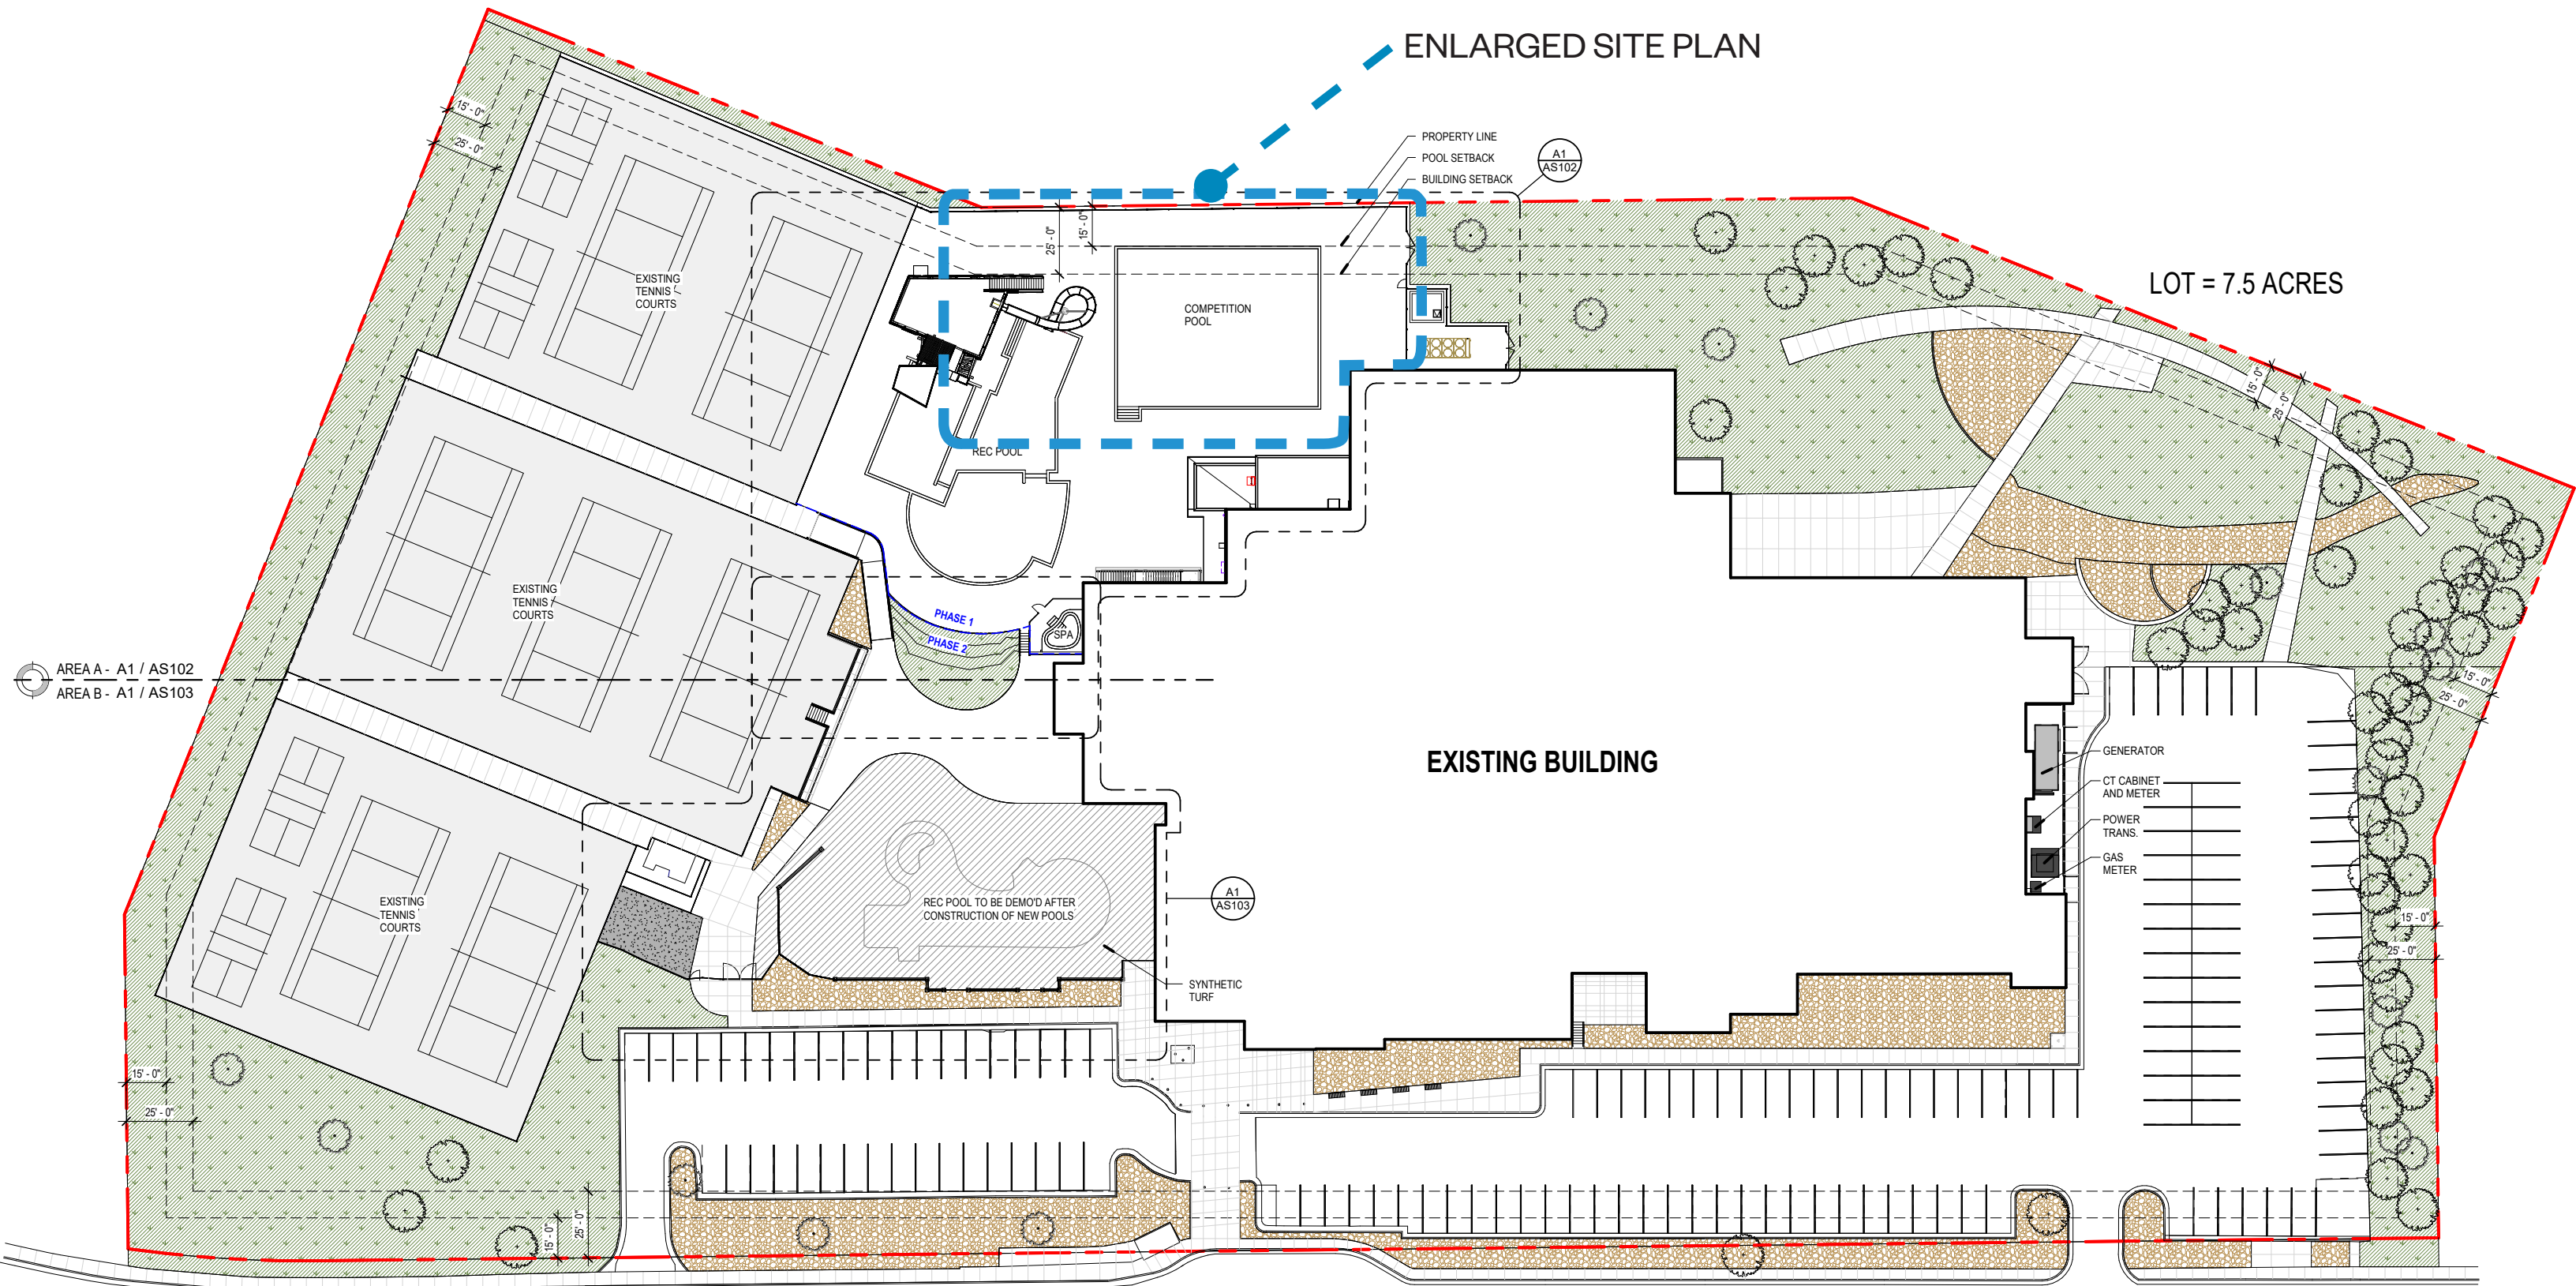 ENLARGED SITE PLAN
PROPERTY LINE
POOL SETBACK
BUILDING SETBACK
A1
AS102
15' - 0"
25' - 0"
25' - 0"
15' - 0"
LOT = 7.5 ACRES
EXISTING
TENNIS
COURTS
COMPETITION
POOL
15' - 0"
25' - 0"
REC POOL
EXISTING
TENNIS
COURTS
PHASE 1
PHASE 2
SPA
AREA A - A1 / AS102
AREA B - A1 / AS103
15' - 0"
25' - 0"
EXISTING BUILDING
GENERATOR
CT CABINET
AND METER
POWER
TRANS.
GAS
METER
EXISTING
TENNIS
COURTS
REC POOL TO BE DEMO'D AFTER
CONSTRUCTION OF NEW POOLS
A1
AS103
15' - 0"
25' - 0"
SYNTHETIC
TURF
15' - 0"
25' - 0"
15' - 0"
25' - 0"